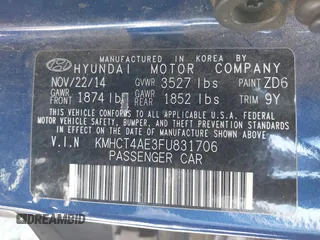 MANUFACTURED IN KOREA BY
HYUNDAI MOTOR COMPANY
NOV/22/14 GVWR 3527 lbs PAINT ZD6
GAWR FRONT 1874 lbs GAWR REAR 1852 lbs TRIM 9Y
THIS VEHICLE CONFORMS TO ALL APPLICABLE FEDERAL
MOTOR VEHICLE SAFETY, BUMPER, AND THEFT PREVENTION
STANDARDS IN EFFECT ON THE DATE OF MANUFACTURE
SHOWN ABOVE.
V.I.N KMHCT4AE3FU831706
PASSENGER CAR
DREAMBID